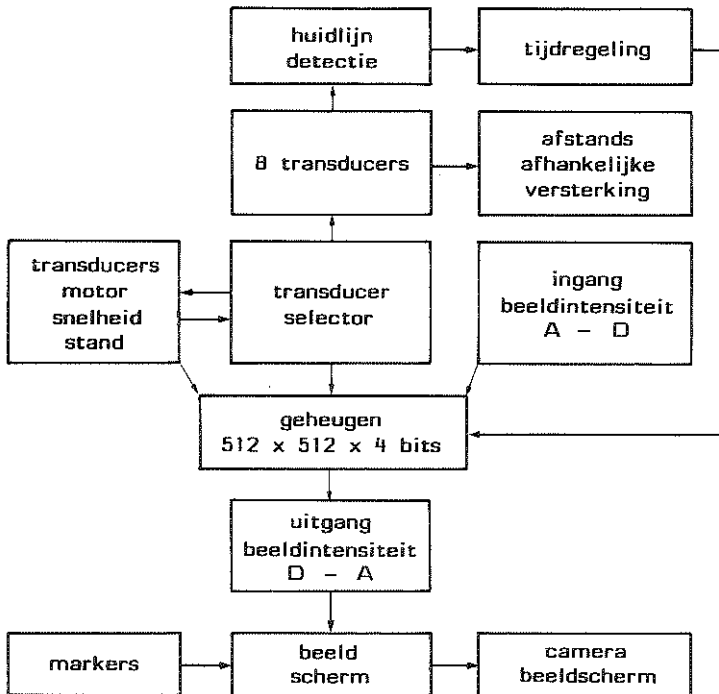 huidlijn
detectie
tijdregeling
8 transducers
afstands
afhankelijke
versterking
transducers
motor
snelheid
stand
transducer
selector
ingang
beeldintensiteit
A - D
geheugen
512 x 512 x 4 bits
uitgang
beeldintensiteit
D - A
markers
beeld
scherm
camera
beeldscherm